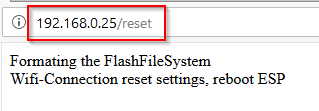 192.168.0.25/reset
Formating the FlashFileSystem
Wifi-Connection reset settings, reboot ESP